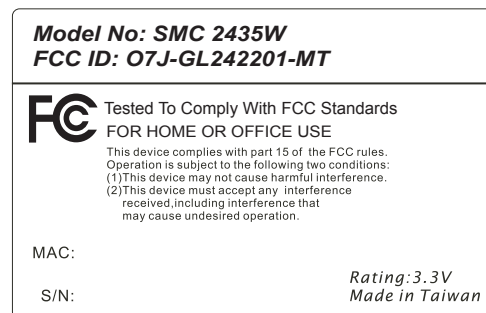 Model No: SMC 2435W
FCC ID: O7J-GL242201-MT
FC Tested To Comply With FCC Standards
FOR HOME OR OFFICE USE
This device complies with part 15 of the FCC rules.
Operation is subject to the following two conditions:
(1)This device may not cause harmful interference.
(2)This device must accept any interference
received,including interference that
may cause undesired operation.
MAC:
Rating:3.3V
S/N:
Made in Taiwan